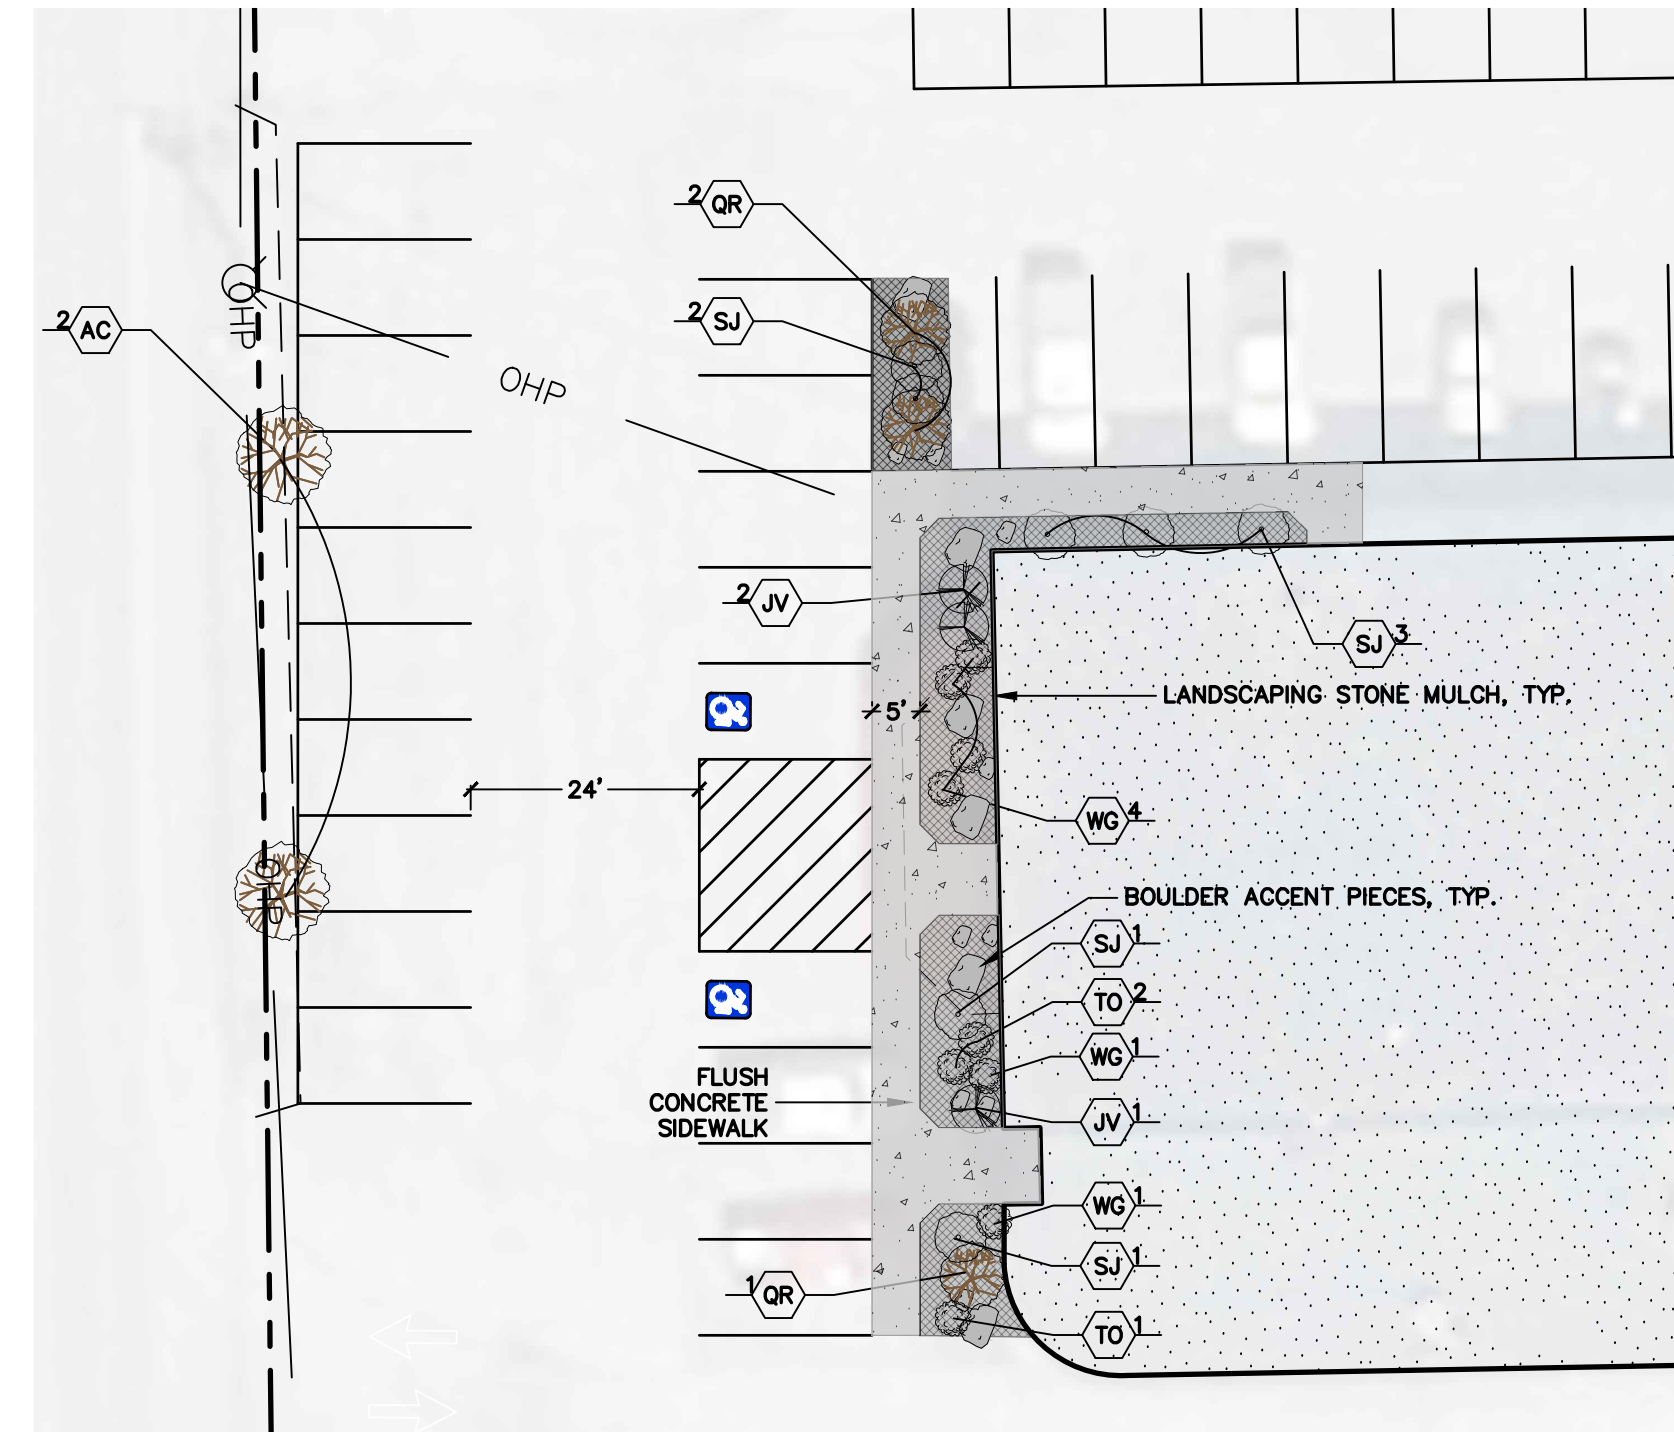 2 QR
OHP
2 SJ
2 AC
OHP
2 JV
SJ 3
LANDSCAPING STONE MULCH, TYP.
5'
24'
WG 4
OHP
BOULDER ACCENT PIECES, TYP.
SJ 1
TO 2
WG 1
FLUSH
CONCRETE
SIDEWALK
JV 1
WG 1
SJ 1
1 QR
TO 1